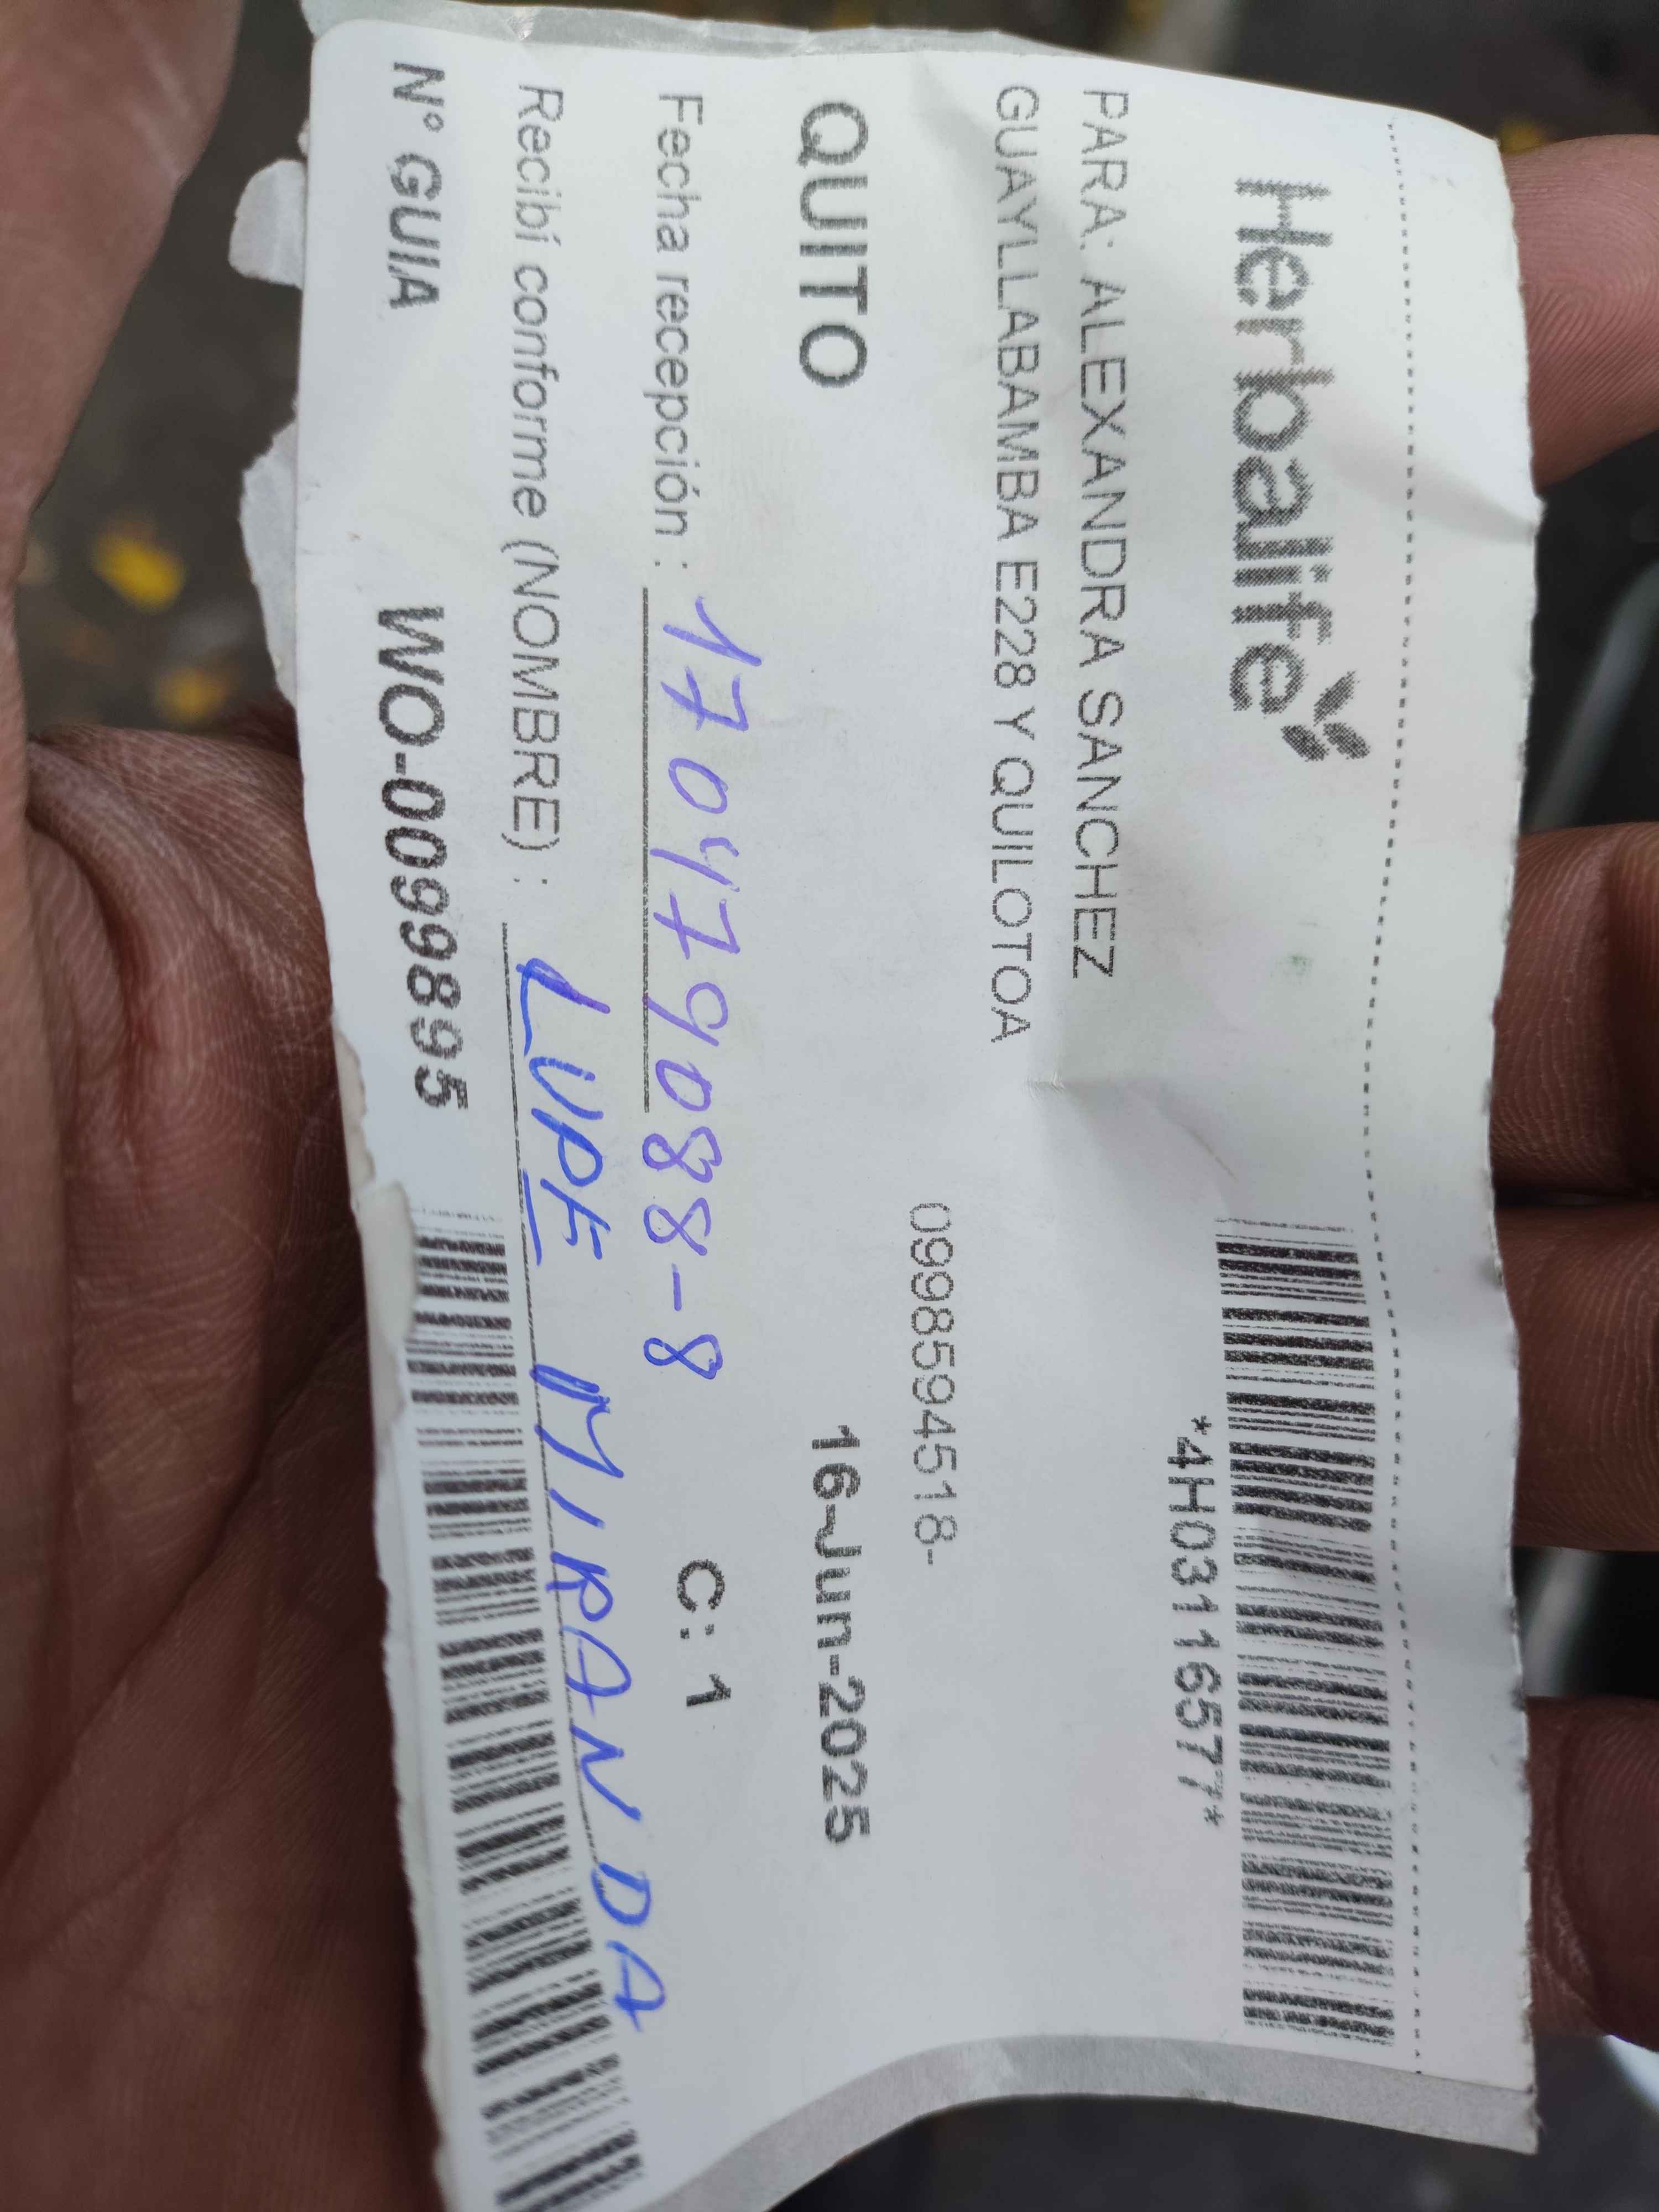 Herbalife
*4H03116577*
PARA: ALEXANDRA SANCHEZ
GUAYLLABAMBA E228 Y QUILOTOA
0998594518-
QUITO 16-Jun-2025
Fecha recepción : 170479088-8 C: 1
Recibí conforme (NOMBRE) : LUPE MIRANDA
N° GUIA WO-0099895